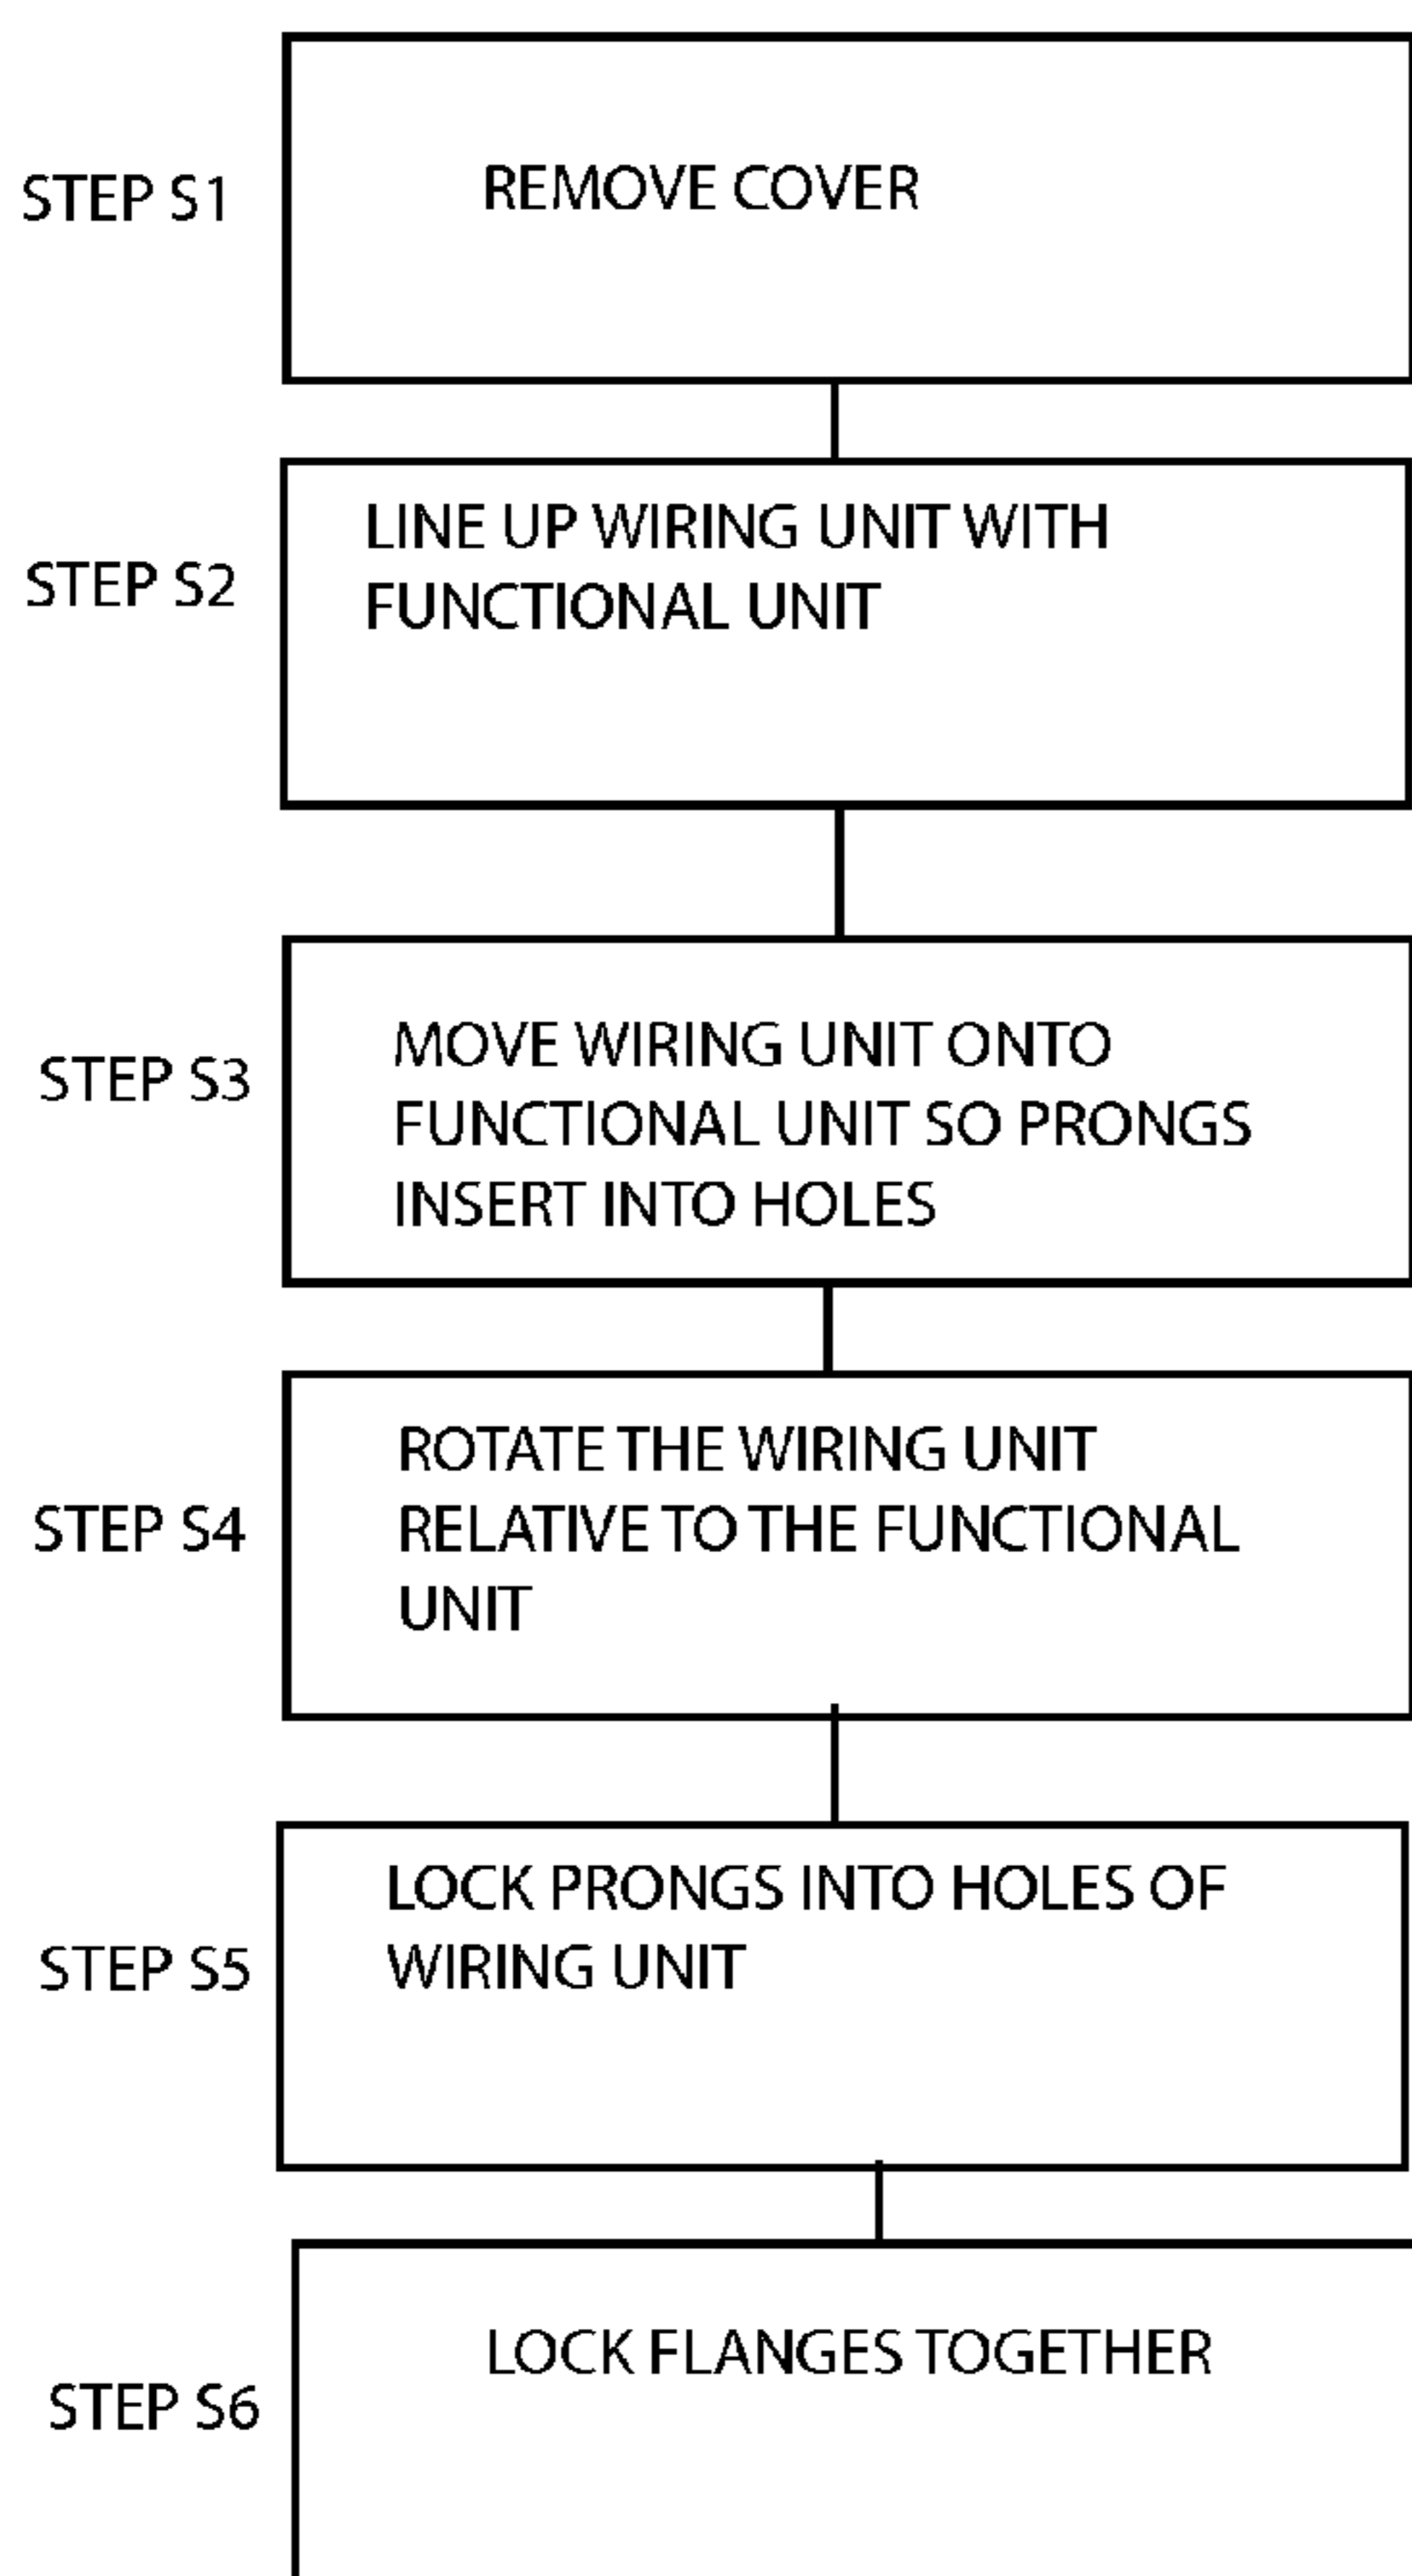 STEP S1
REMOVE COVER
STEP S2
LINE UP WIRING UNIT WITH
FUNCTIONAL UNIT
STEP S3
MOVE WIRING UNIT ONTO
FUNCTIONAL UNIT SO PRONGS
INSERT INTO HOLES
STEP S4
ROTATE THE WIRING UNIT
RELATIVE TO THE FUNCTIONAL
UNIT
STEP S5
LOCK PRONGS INTO HOLES OF
WIRING UNIT
STEP S6
LOCK FLANGES TOGETHER